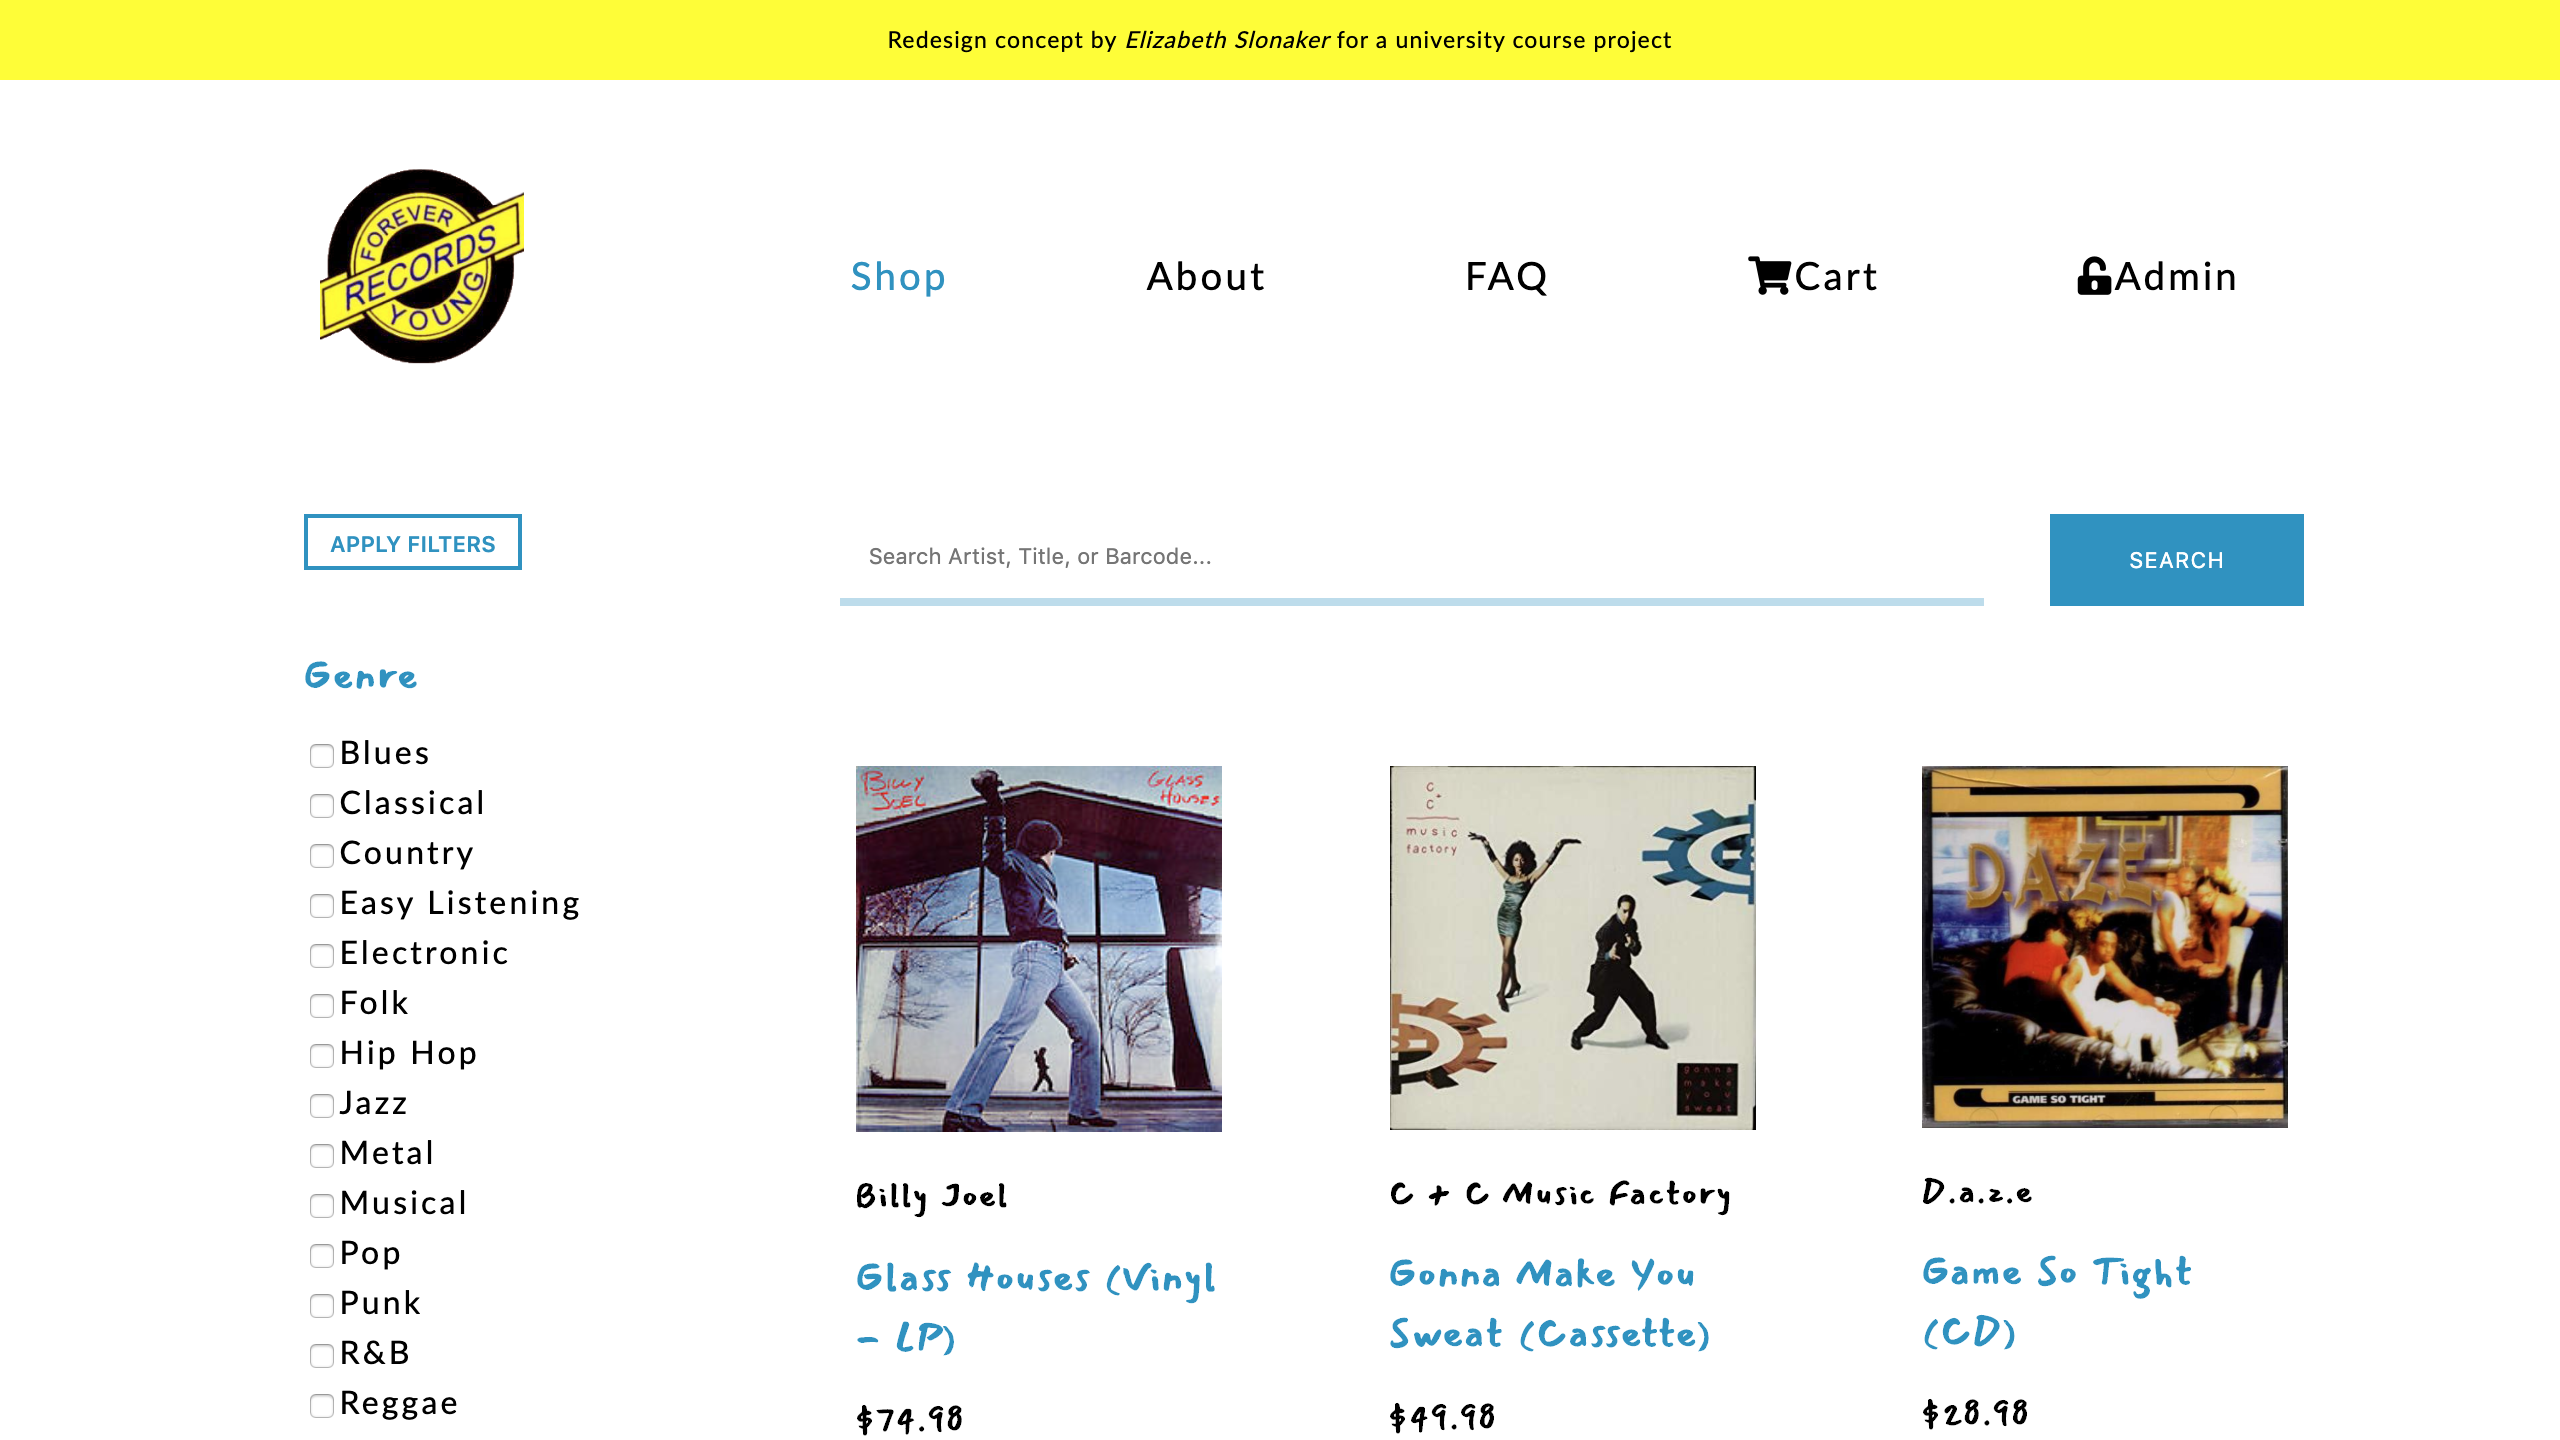 Redesign concept by Elizabeth Slonaker for a university course project
FOREVER
RECORDS
YOUNG
Shop
About
FAQ
Cart
Admin
APPLY FILTERS
Search Artist, Title, or Barcode...
SEARCH
Genre
Blues
Classical
Country
Easy Listening
Electronic
Folk
Hip Hop
Jazz
Metal
Musical
Pop
Punk
R&B
Reggae
BILLY
JOEL
GLASS
HOUSES
Billy Joel
Glass Houses (Vinyl
- LP)
$74.98
C+
C
music
factory
gonna
make
you
sweat
C + C Music Factory
Gonna Make You
Sweat (Cassette)
$49.98
D.A.Z.E.
GAME SO TIGHT
D.a.z.e
Game So Tight
(CD)
$28.98